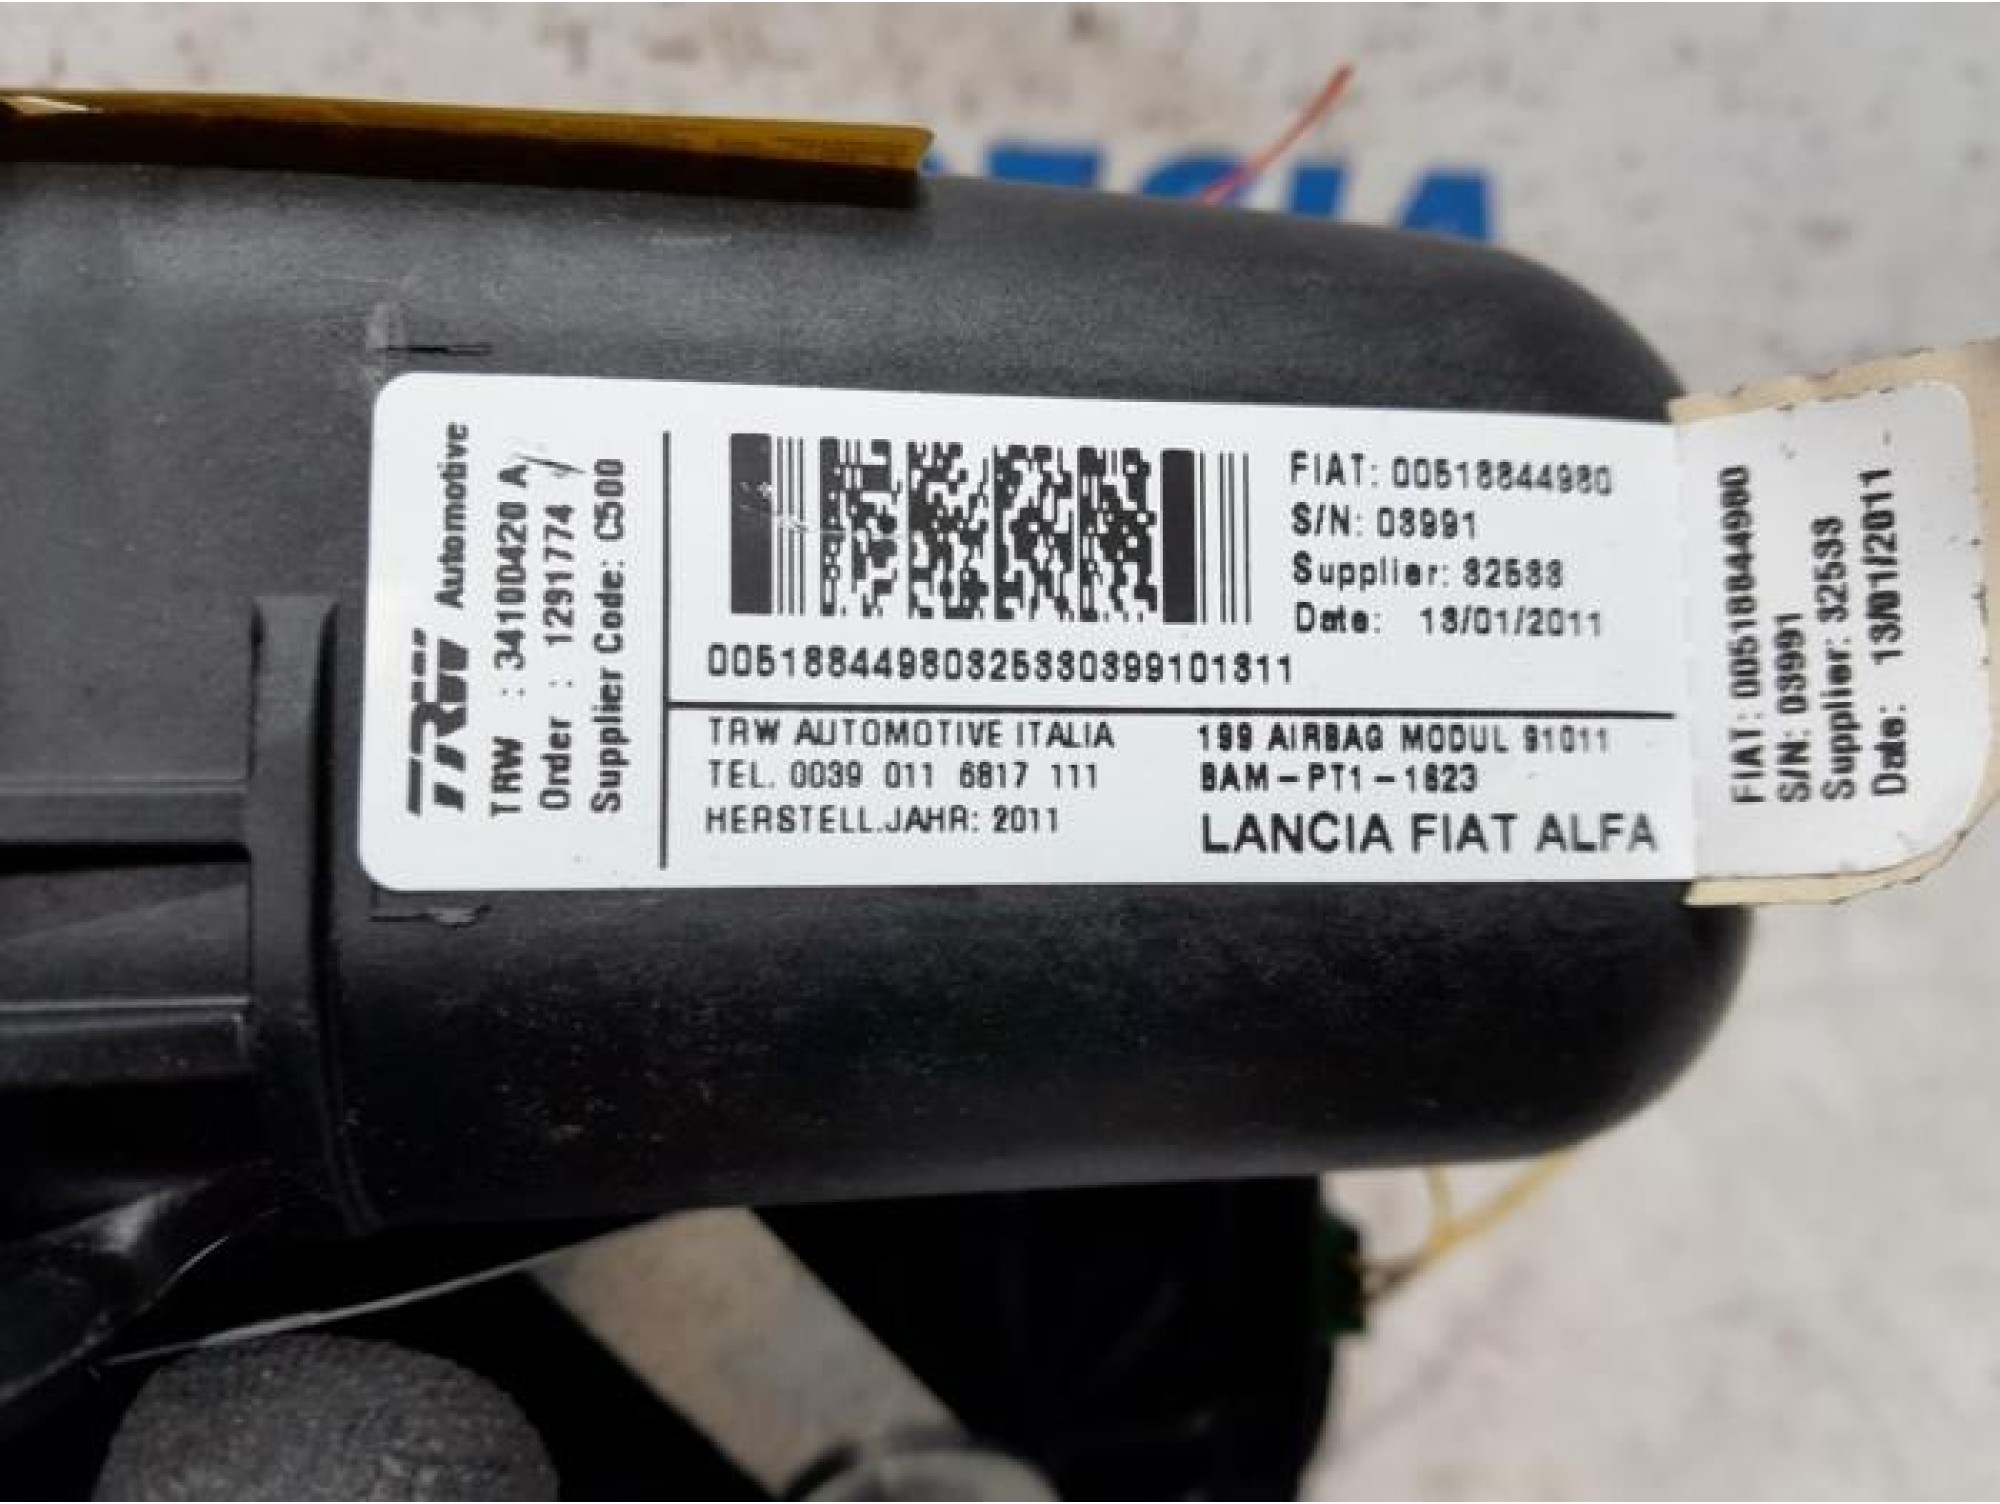 TRW Automotive
TRW : 34100420 A
Order : 1291774
Supplier Code: C500
FIAT: 00518844980
S/N: 03991
Supplier: 32533
Date: 13/01/2011
00518844980325330399101311
TRW AUTOMOTIVE ITALIA
TEL. 0039 011 6817 111
HERSTELL.JAHR: 2011
199 AIRBAG MODUL 91011
BAM-PT1-1623
LANCIA FIAT ALFA
FIAT: 00518844980
S/N: 03991
Supplier: 32533
Date: 13/01/2011